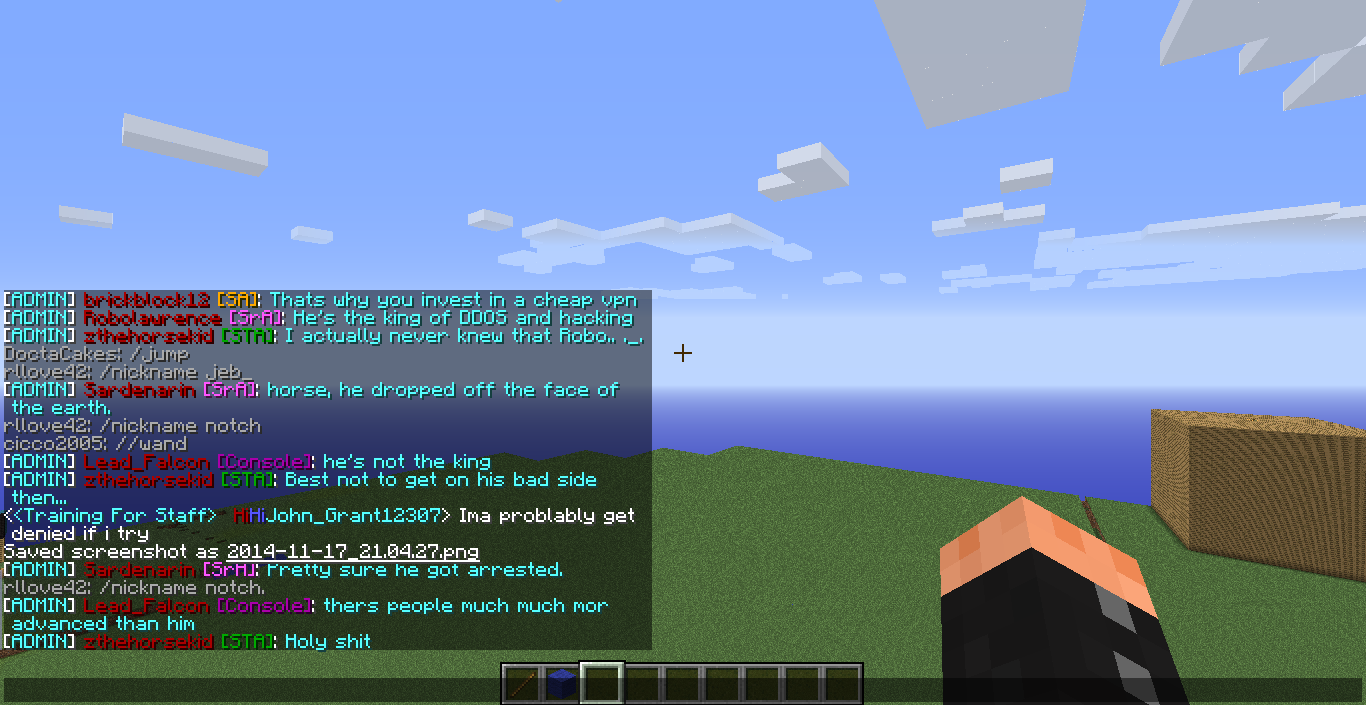 [ADMIN] brickblock12 [SA]: Thats why you invest in a cheap vpn
[ADMIN] Robolawrence [SrA]: He's the king of DDOS and hacking
[ADMIN] zthehorsekid [STA]: I actually never knew that Robo.. ._.
DoctaCakes: /.jump
rllove42: /nickname jeb_
[ADMIN] Sardenarin [SrA]: horse, he dropped off the face of
the earth.
rllove42: /nickname notch
cicco2005: //wand
[ADMIN] Lead_Falcon [Console]: he's not the king
[ADMIN] zthehorsekid [STA]: Best not to get on his bad side
then...
<<Training For Staff> HiHiJohn_Grant12307> Ima problably get
denied if i try
Saved screenshot as 2014-11-17_21.04.27.png
[ADMIN] Sardenarin [SrA]: Pretty sure he got arrested.
rllove42: /nickname notch.
[ADMIN] Lead_Falcon [Console]: thers people much much mor
advanced than him
[ADMIN] zthehorsekid [STA]: Holy shit